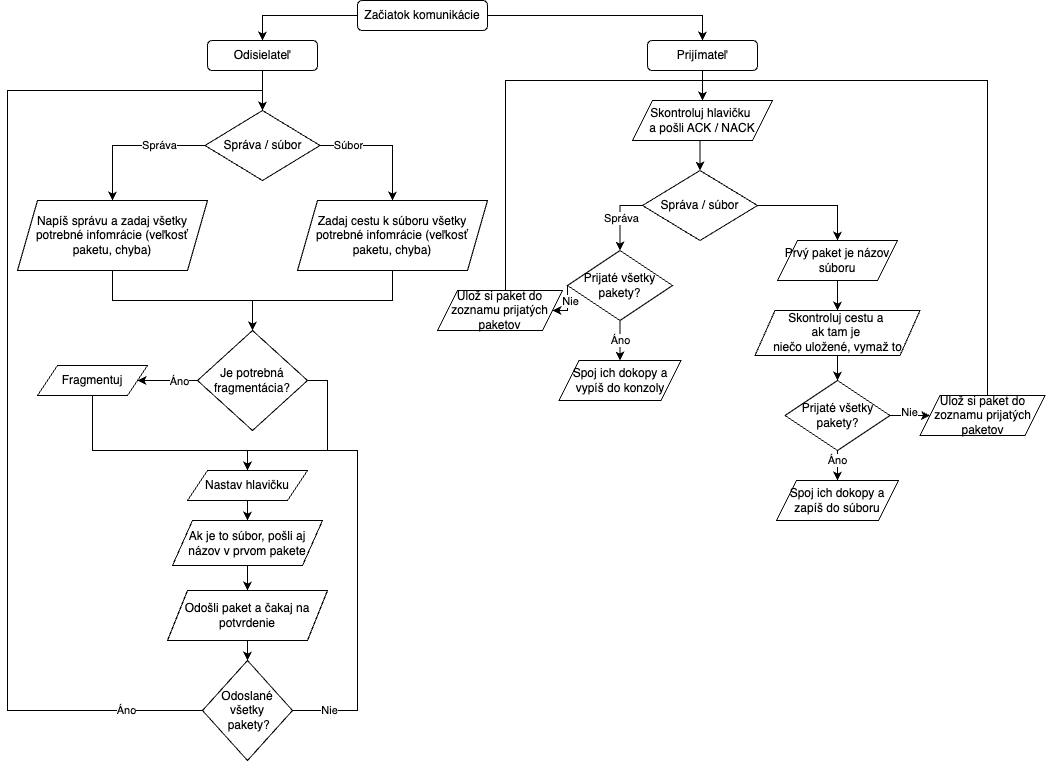 Začiatok komunikácie
Odisielateľ
Správa / súbor
Správa
Súbor
Napíš správu a zadaj všetky
potrebné infomrácie (veľkosť
paketu, chyba)
Zadaj cestu k súboru všetky
potrebné infomrácie (veľkosť
paketu, chyba)
Je potrebná
fragmentácia?
Áno
Fragmentuj
Nastav hlavičku
Ak je to súbor, pošli aj
názov v prvom pakete
Odošli paket a čakaj na
potvrdenie
Odoslané
všetky
pakety?
Áno
Nie
Prijímateľ
Skontroluj hlavičku
a pošli ACK / NACK
Správa / súbor
Správa
Prijaté všetky
pakety?
Nie
Ulož si paket do
zoznamu prijatých
paketov
Áno
Spoj ich dokopy a
vypíš do konzoly
Prvý paket je názov
súboru
Skontroluj cestu a
ak tam je
niečo uložené, vymaž to
Prijaté všetky
pakety?
Nie
Ulož si paket do
zoznamu prijatých
paketov
Áno
Spoj ich dokopy a
zapíš do súboru